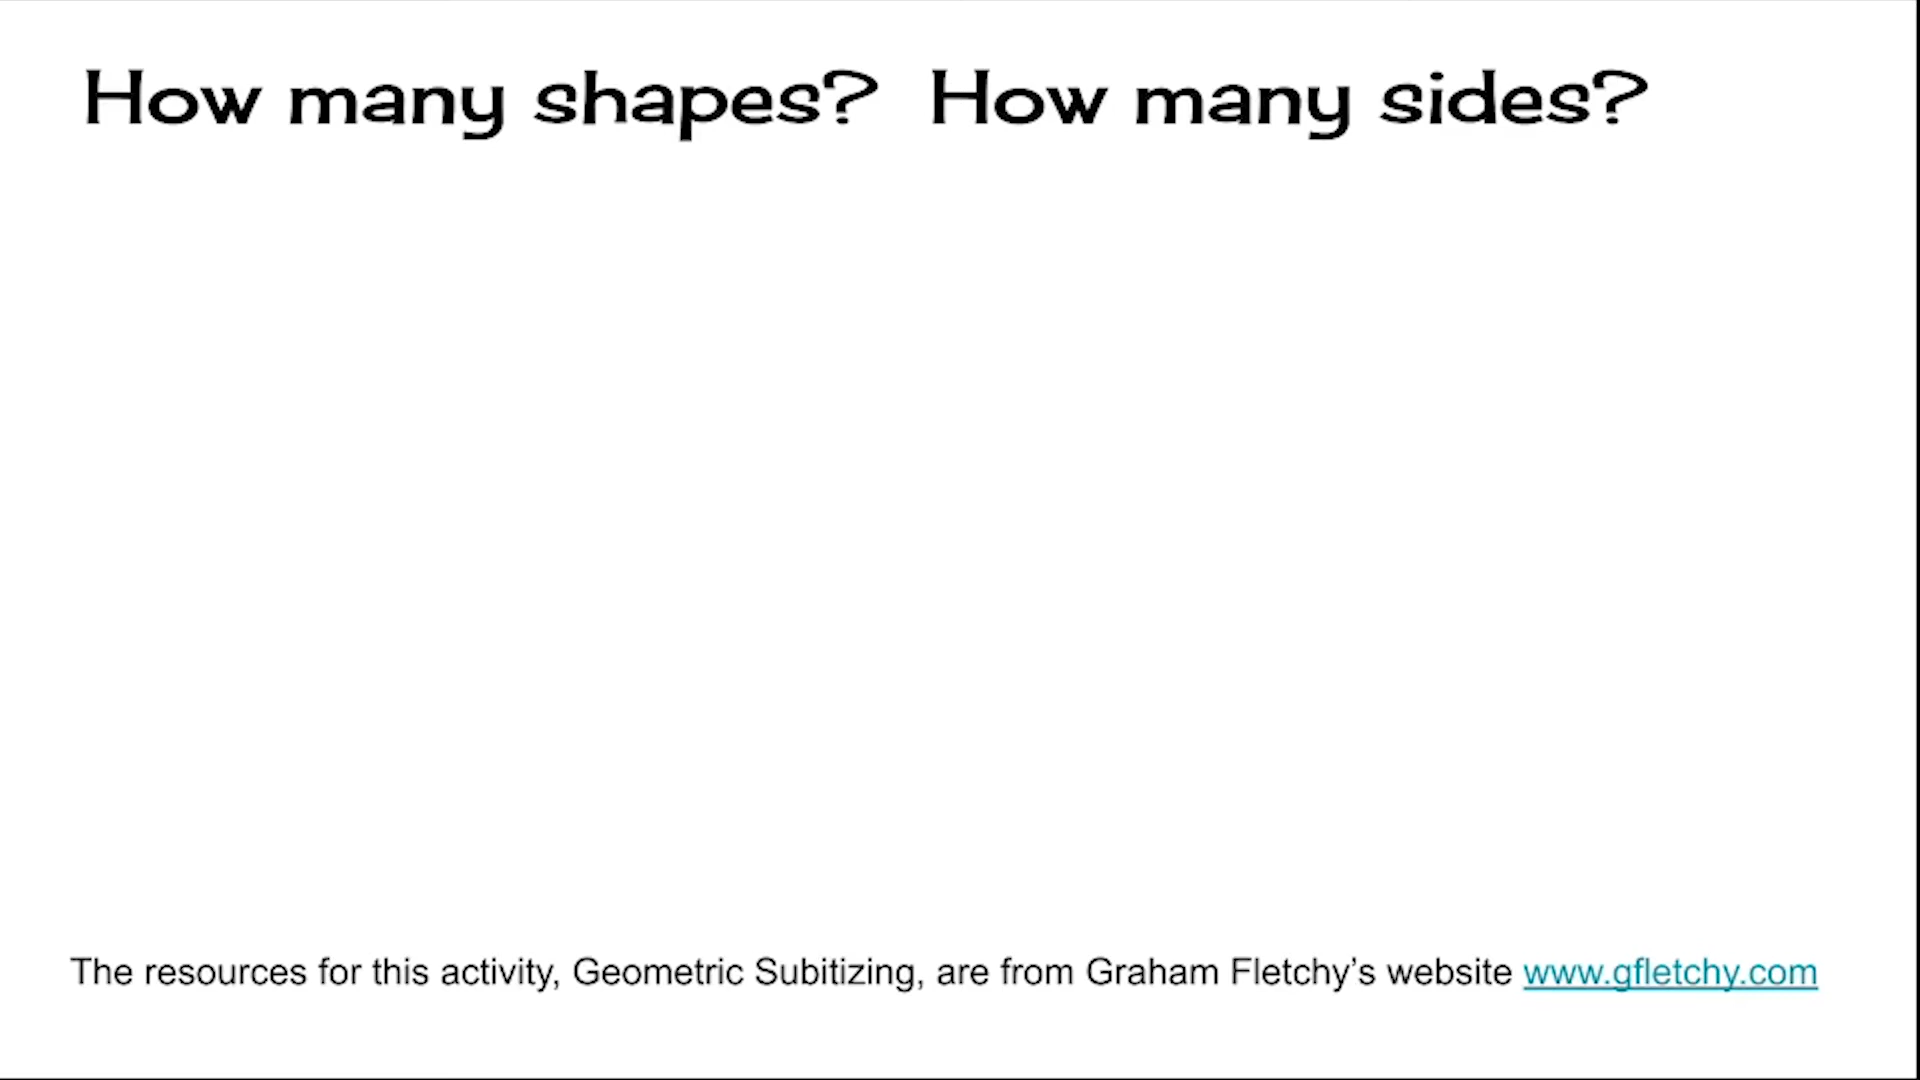 How many shapes? How many sides?
The resources for this activity, Geometric Subitizing, are from Graham Fletchy’s website www.gfletchy.com